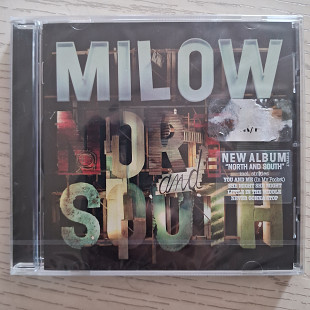 MILOW
NORTH
and
SOUTH
NEW ALBUM
"NORTH AND SOUTH"
YOU AND ME (In My Pocket)
SHE MIGHT SHE MIGHT
LITTLE IN THE MIDDLE
NEVER GONNA STOP